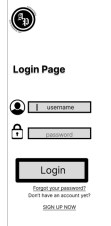 Login Page
username
password
Login
Forgot your password?
Don't have an account yet?
SIGN UP NOW